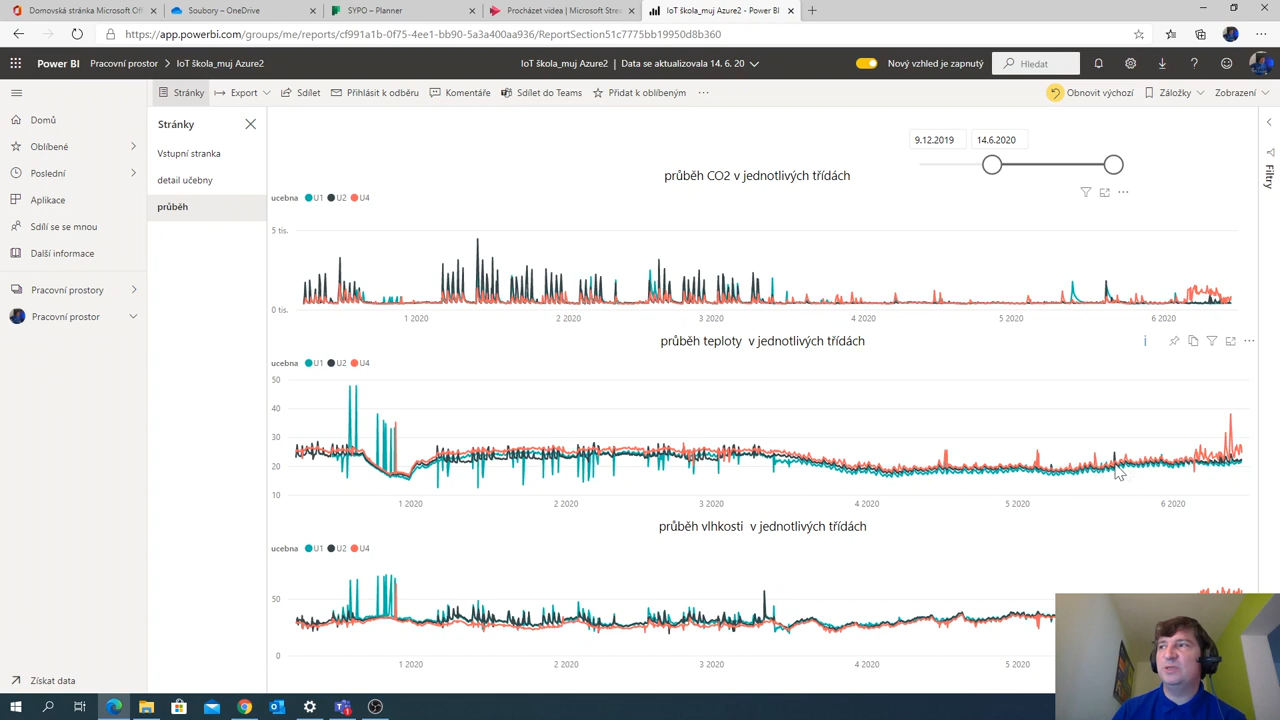 Domovská stránka Microsoft Off
Soubory – OneDrive
SYPO – Planner
Procházet videa | Microsoft Stre
IoT škola_muj Azure2 - Power BI
https://app.powerbi.com/groups/me/reports/cf991a1b-0f75-4ee1-bb90-5a3a400aa936/ReportSection51c7775bb19950d8b360
Power BI
Pracovní prostor > IoT škola_muj Azure2
IoT škola_muj Azure2 | Data se aktualizovala 14. 6. 20
Nový vzhled je zapnutý
Hledat
Stránky
Export
Sdílet
Přihlásit k odběru
Komentáře
Sdílet do Teams
Přidat k oblíbeným
Obnovit výchozí
Záložky
Zobrazení
Domů
Oblíbené
Poslední
Aplikace
Sdílí se se mnou
Další informace
Pracovní prostory
Pracovní prostor
Získat data
Stránky
Vstupní stranka
detail učebny
průběh
9.12.2019
14.6.2020
Filtry
průběh CO2 v jednotlivých třídách
ucebna U1 U2 U4
5 tis.
0 tis.
1 2020 2 2020 3 2020 4 2020 5 2020 6 2020
průběh teploty v jednotlivých třídách
ucebna U1 U2 U4
50
40
30
20
10
1 2020 2 2020 3 2020 4 2020 5 2020 6 2020
průběh vlhkosti v jednotlivých třídách
ucebna U1 U2 U4
50
0
1 2020 2 2020 3 2020 4 2020 5 2020